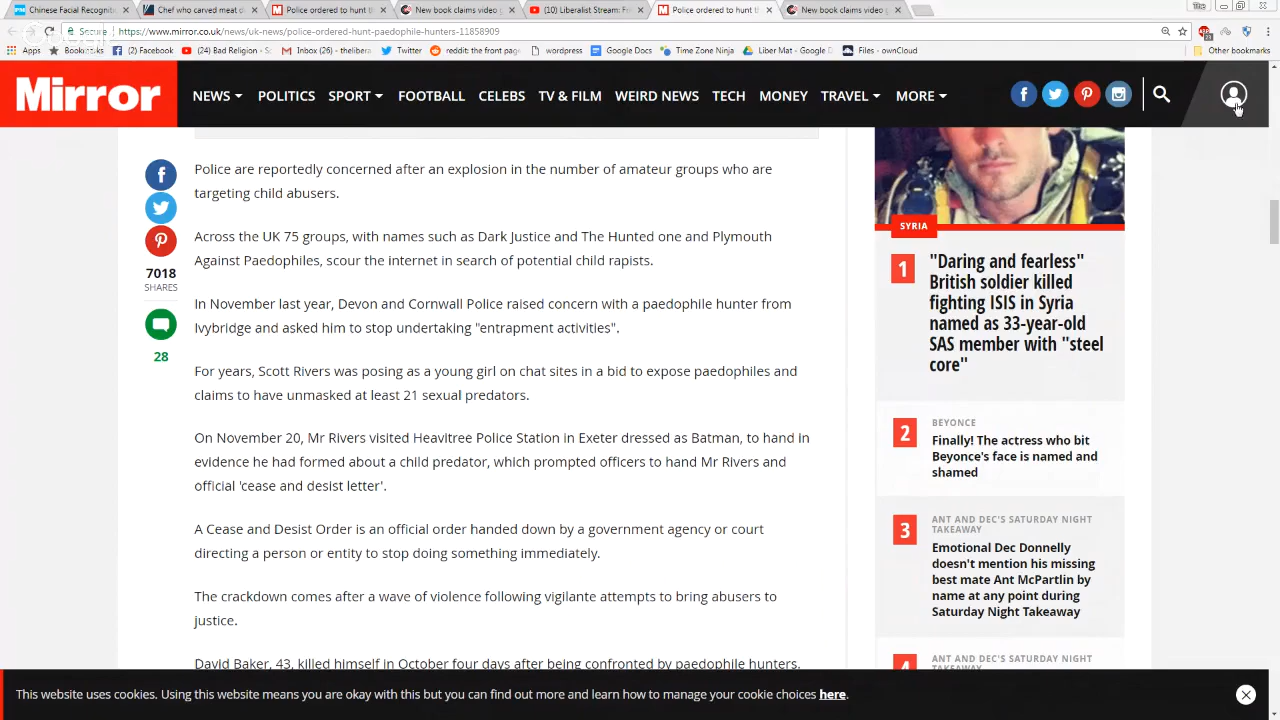 Chinese Facial Recogniti
Chef who carved meat d
Police ordered to hunt t
New book claims video g
(10) Liberalist Stream: F
Police ordered to hunt t
New book claims video g
Secure
https://www.mirror.co.uk/news/uk-news/police-ordered-hunt-paedophile-hunters-11858909
Apps
Bookmarks
(2) Facebook
(24) Bad Religion - S
Inbox (26) - thelibera
Twitter
reddit: the front page
wordpress
Google Docs
Time Zone Ninja
Liber Mat - Google D
Files - ownCloud
Other bookmarks
Mirror
NEWS
POLITICS
SPORT
FOOTBALL
CELEBS
TV & FILM
WEIRD NEWS
TECH
MONEY
TRAVEL
MORE
Police are reportedly concerned after an explosion in the number of amateur groups who are
targeting child abusers.
Across the UK 75 groups, with names such as Dark Justice and The Hunted one and Plymouth
Against Paedophiles, scour the internet in search of potential child rapists.
7018
SHARES
28
In November last year, Devon and Cornwall Police raised concern with a paedophile hunter from
Ivybridge and asked him to stop undertaking "entrapment activities".
For years, Scott Rivers was posing as a young girl on chat sites in a bid to expose paedophiles and
claims to have unmasked at least 21 sexual predators.
On November 20, Mr Rivers visited Heavitree Police Station in Exeter dressed as Batman, to hand in
evidence he had formed about a child predator, which prompted officers to hand Mr Rivers and
official 'cease and desist letter'.
A Cease and Desist Order is an official order handed down by a government agency or court
directing a person or entity to stop doing something immediately.
The crackdown comes after a wave of violence following vigilante attempts to bring abusers to
justice.
David Baker, 43, killed himself in October four days after being confronted by paedophile hunters.
SYRIA
1
"Daring and fearless"
British soldier killed
fighting ISIS in Syria
named as 33-year-old
SAS member with "steel
core"
2
BEYONCE
Finally! The actress who bit
Beyonce's face is named and
shamed
3
ANT AND DEC'S SATURDAY NIGHT
TAKEAWAY
Emotional Dec Donnelly
doesn't mention his missing
best mate Ant McPartlin by
name at any point during
Saturday Night Takeaway
4
ANT AND DEC'S SATURDAY NIGHT
TAKEAWAY
This website uses cookies. Using this website means you are okay with this but you can find out more and learn how to manage your cookie choices here.